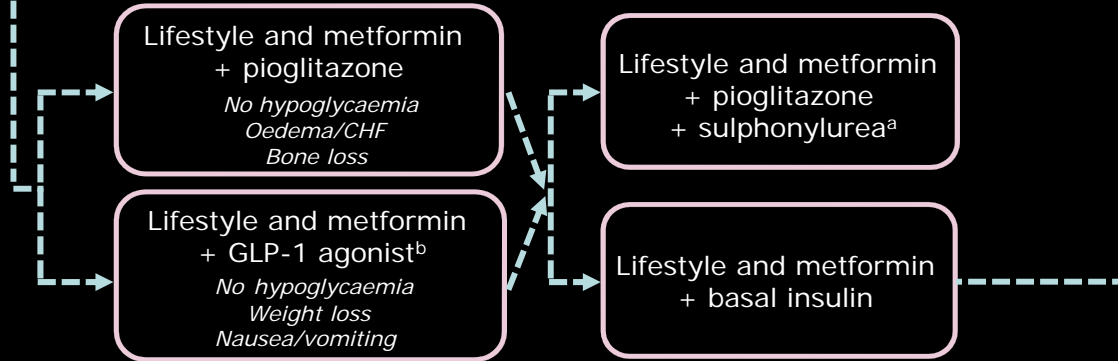 Lifestyle and metformin
+ pioglitazone
No hypoglycaemia
Oedema/CHF
Bone loss
Lifestyle and metformin
+ GLP-1 agonistᵇ
No hypoglycaemia
Weight loss
Nausea/vomiting
Lifestyle and metformin
+ pioglitazone
+ sulphonylureaᵃ
Lifestyle and metformin
+ basal insulin